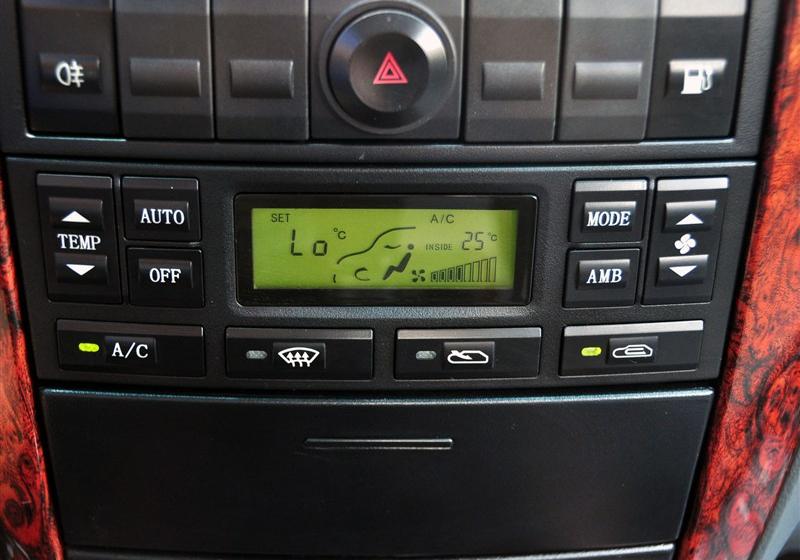 SET A/C
AUTO
MODE
Lo°C
INSIDE 25°C
TEMP
OFF
AMB
A/C